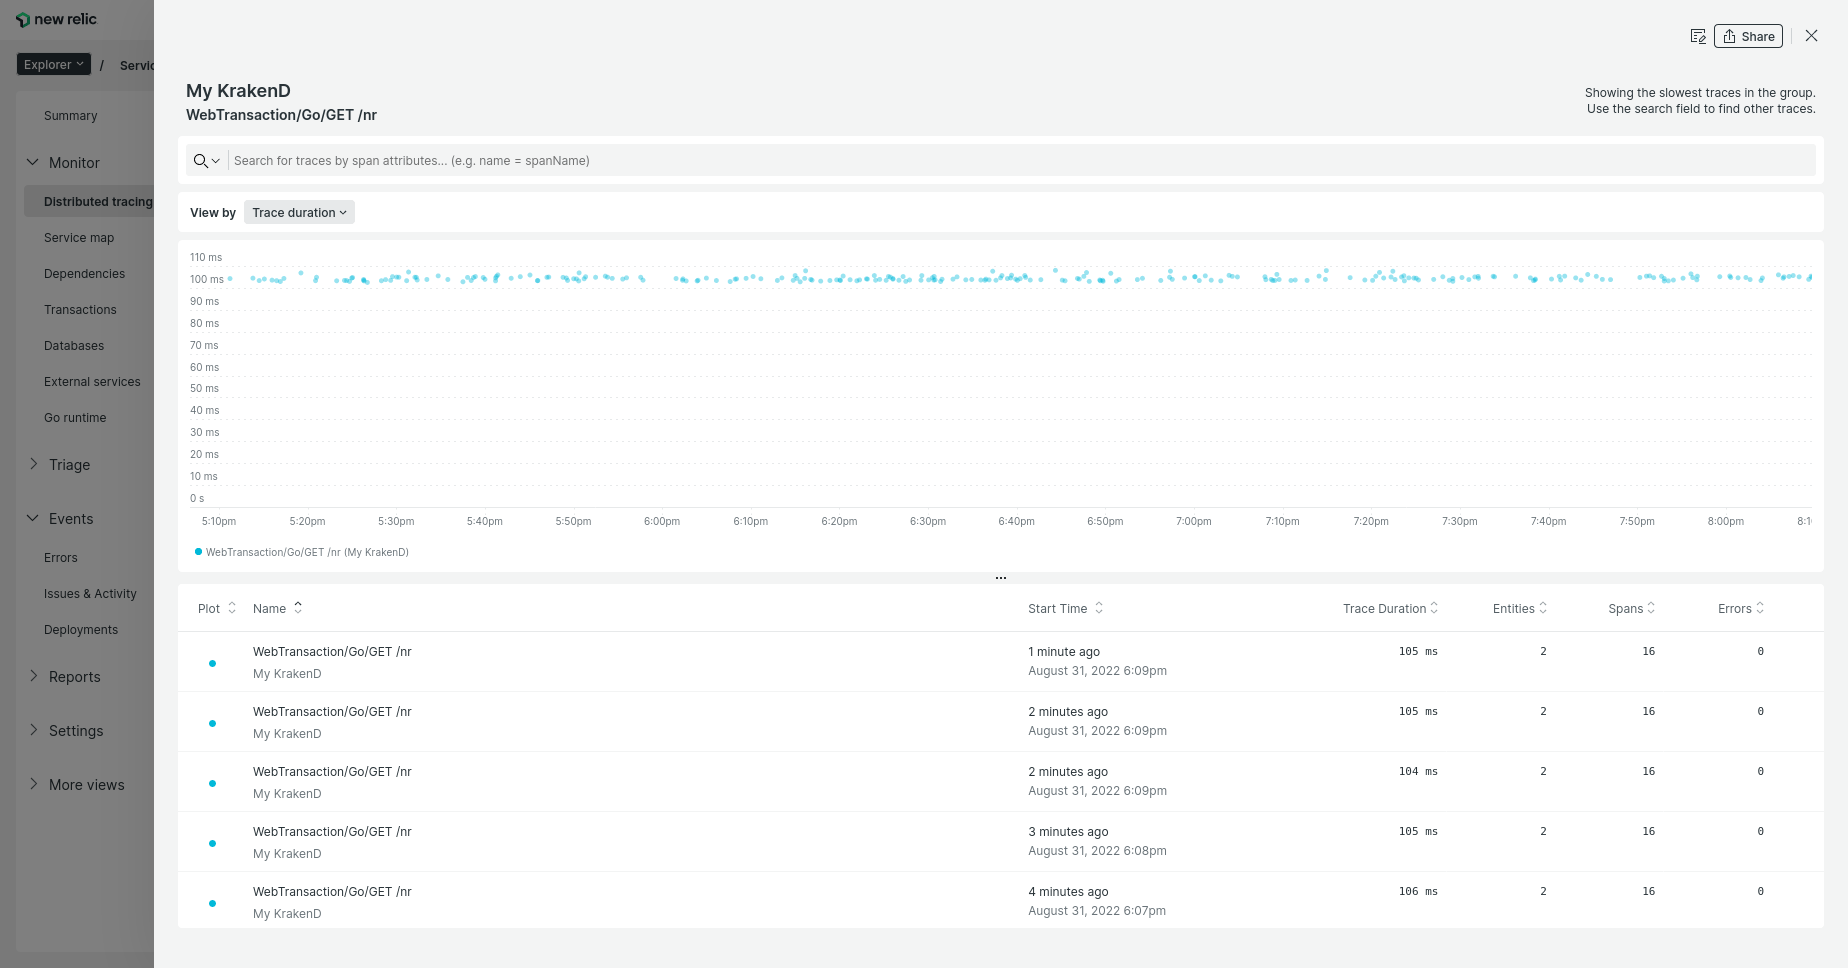 new relic
Explorer
/
Servic
Summary
Monitor
Distributed tracing
Service map
Dependencies
Transactions
Databases
External services
Go runtime
Triage
Events
Errors
Issues & Activity
Deployments
Reports
Settings
More views
Share
My KrakenD
WebTransaction/Go/GET /nr
Showing the slowest traces in the group.
Use the search field to find other traces.
Search for traces by span attributes... (e.g. name = spanName)
View by Trace duration
110 ms
100 ms
90 ms
80 ms
70 ms
60 ms
50 ms
40 ms
30 ms
20 ms
10 ms
0 s
5:10pm 5:20pm 5:30pm 5:40pm 5:50pm 6:00pm 6:10pm 6:20pm 6:30pm 6:40pm 6:50pm 7:00pm 7:10pm 7:20pm 7:30pm 7:40pm 7:50pm 8:00pm 8:1
WebTransaction/Go/GET /nr (My KrakenD)
...
Plot Name Start Time Trace Duration Entities Spans Errors
WebTransaction/Go/GET /nr 1 minute ago 105 ms 2 16 0
My KrakenD August 31, 2022 6:09pm
WebTransaction/Go/GET /nr 2 minutes ago 105 ms 2 16 0
My KrakenD August 31, 2022 6:09pm
WebTransaction/Go/GET /nr 2 minutes ago 104 ms 2 16 0
My KrakenD August 31, 2022 6:09pm
WebTransaction/Go/GET /nr 3 minutes ago 105 ms 2 16 0
My KrakenD August 31, 2022 6:08pm
WebTransaction/Go/GET /nr 4 minutes ago 106 ms 2 16 0
My KrakenD August 31, 2022 6:07pm